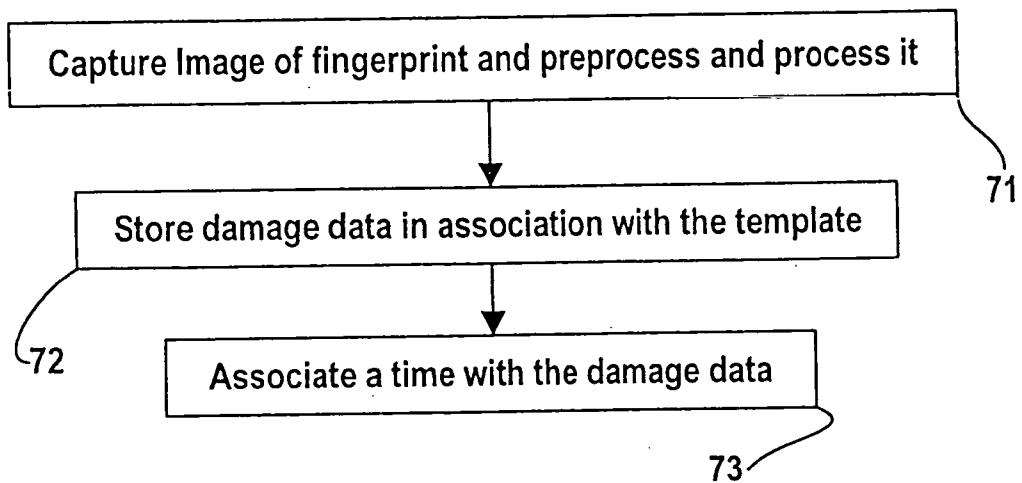 Capture Image of fingerprint and preprocess and process it
71
Store damage data in association with the template
72
Associate a time with the damage data
73